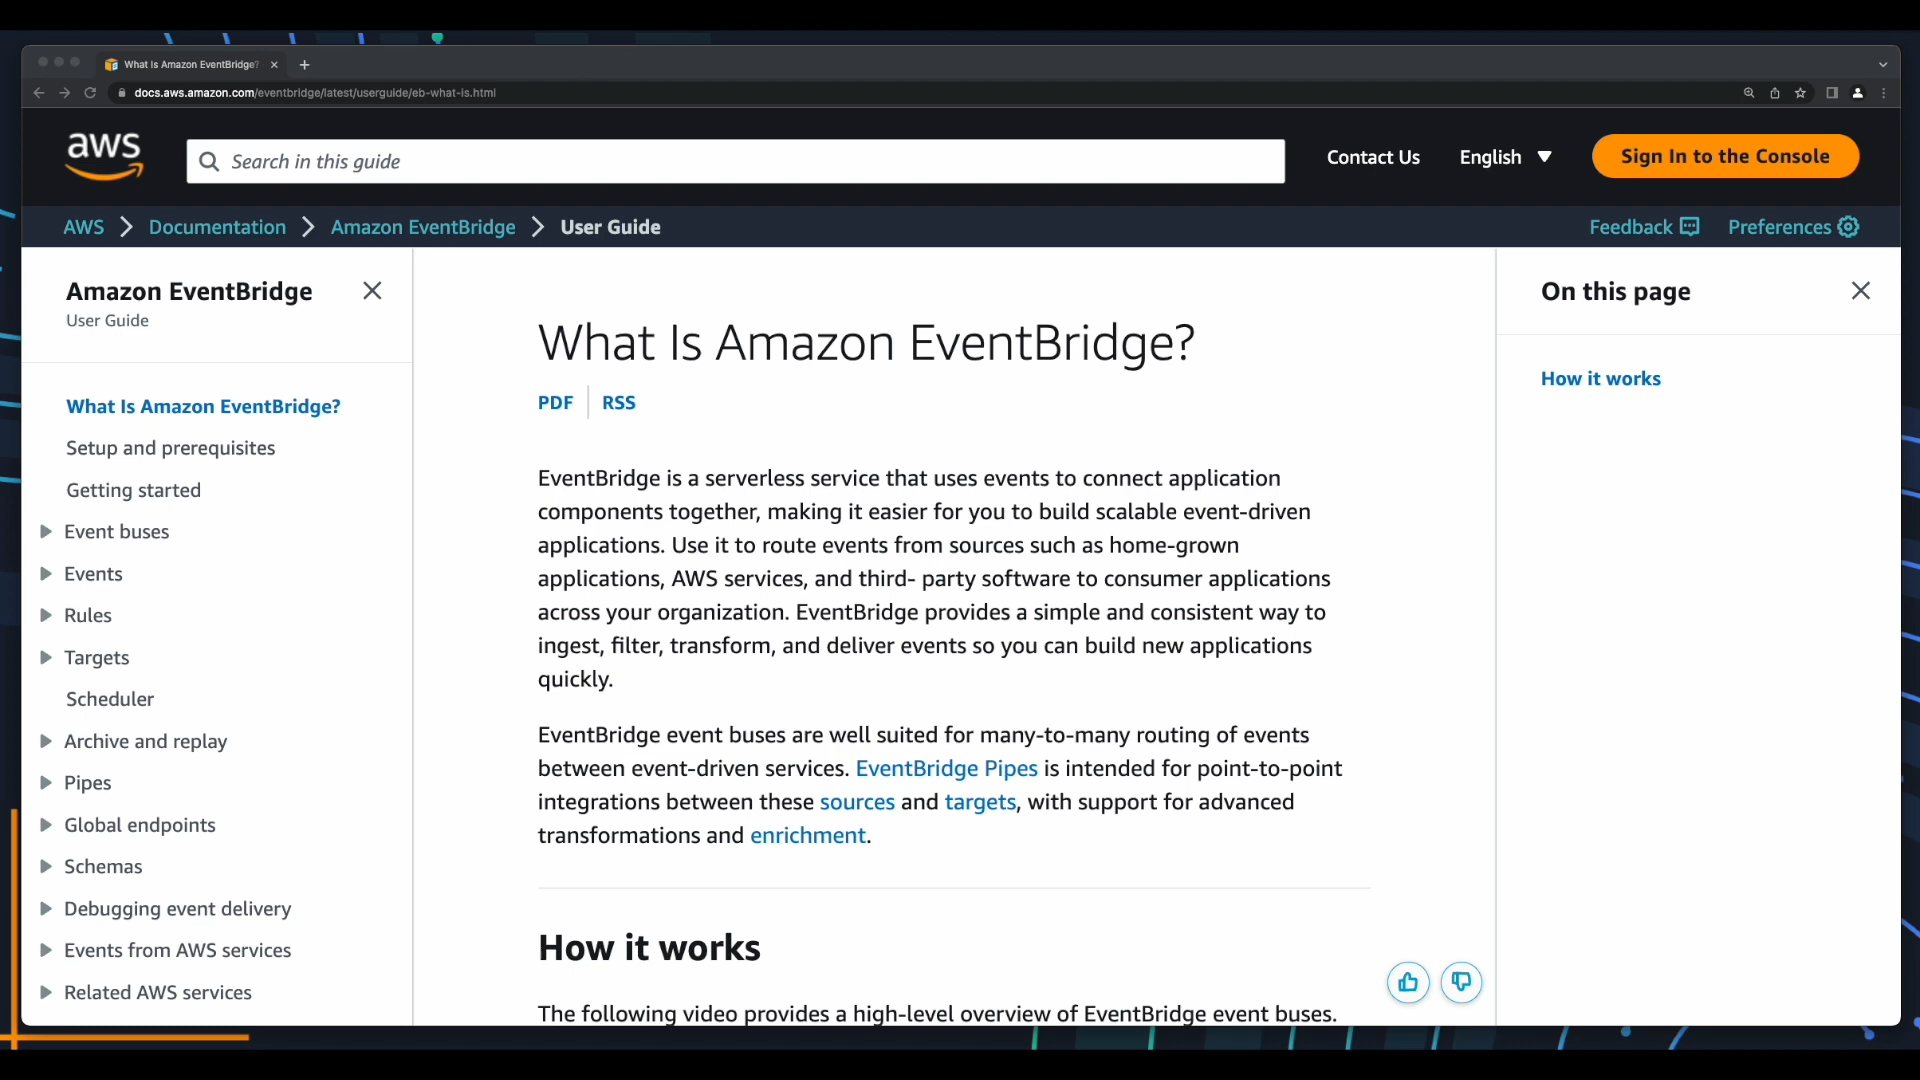 What Is Amazon EventBridge?
docs.aws.amazon.com/eventbridge/latest/userguide/eb-what-is.html
aws
Search in this guide
Contact Us
English
Sign In to the Console
AWS
Documentation
Amazon EventBridge
User Guide
Feedback
Preferences
Amazon EventBridge
User Guide
What Is Amazon EventBridge?
Setup and prerequisites
Getting started
Event buses
Events
Rules
Targets
Scheduler
Archive and replay
Pipes
Global endpoints
Schemas
Debugging event delivery
Events from AWS services
Related AWS services
What Is Amazon EventBridge?
PDF
RSS
EventBridge is a serverless service that uses events to connect application
components together, making it easier for you to build scalable event-driven
applications. Use it to route events from sources such as home-grown
applications, AWS services, and third- party software to consumer applications
across your organization. EventBridge provides a simple and consistent way to
ingest, filter, transform, and deliver events so you can build new applications
quickly.
EventBridge event buses are well suited for many-to-many routing of events
between event-driven services. EventBridge Pipes is intended for point-to-point
integrations between these sources and targets, with support for advanced
transformations and enrichment.
How it works
The following video provides a high-level overview of EventBridge event buses.
On this page
How it works